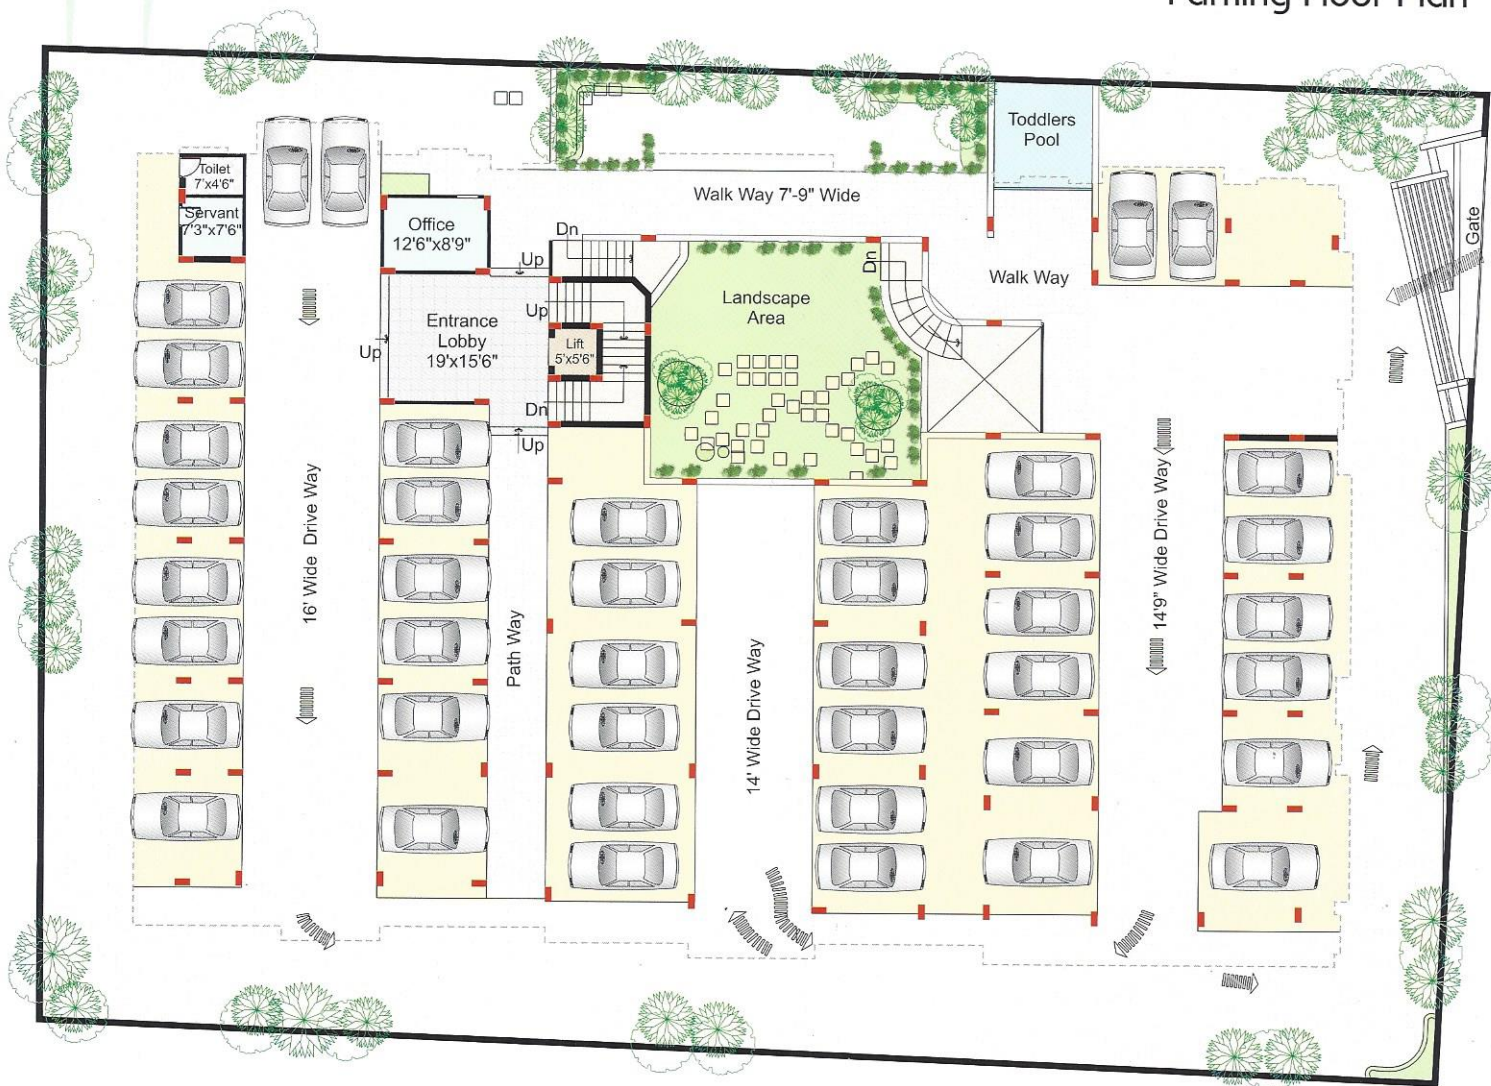 Toddlers
Pool
Toilet
7'x4'6"
Servant
7'3"x7'6"
Office
12'6"x8'9"
Walk Way 7'-9" Wide
Gate
Dn
Up
Dn
Walk Way
Landscape
Area
Up
Entrance
Lobby
19'x15'6"
Lift
5'x5'6"
Up
Dn
Up
16' Wide Drive Way
Path Way
14' Wide Drive Way
14'9" Wide Drive Way